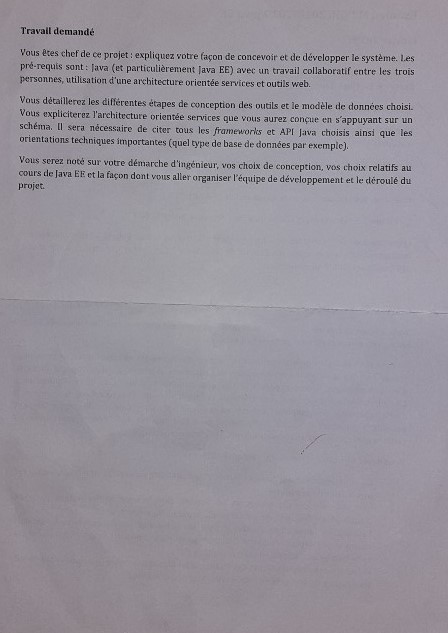 Travail demandé
Vous êtes chef de ce projet : expliquez votre façon de concevoir et de développer le système. Les
pré-requis sont : Java (et particulièrement Java EE) avec un travail collaboratif entre les trois
personnes, utilisation d'une architecture orientée services et outils web.
Vous détaillerez les différentes étapes de conception des outils et le modèle de données choisi.
Vous expliciterez l'architecture orientée services que vous aurez conçue en s'appuyant sur un
schéma. Il sera nécessaire de citer tous les frameworks et API Java choisis ainsi que les
orientations techniques importantes (quel type de base de données par exemple).
Vous serez noté sur votre démarche d'ingénieur, vos choix de conception, vos choix relatifs au
cours de Java EE et la façon dont vous aller organiser l'équipe de développement et le déroulé du
projet.